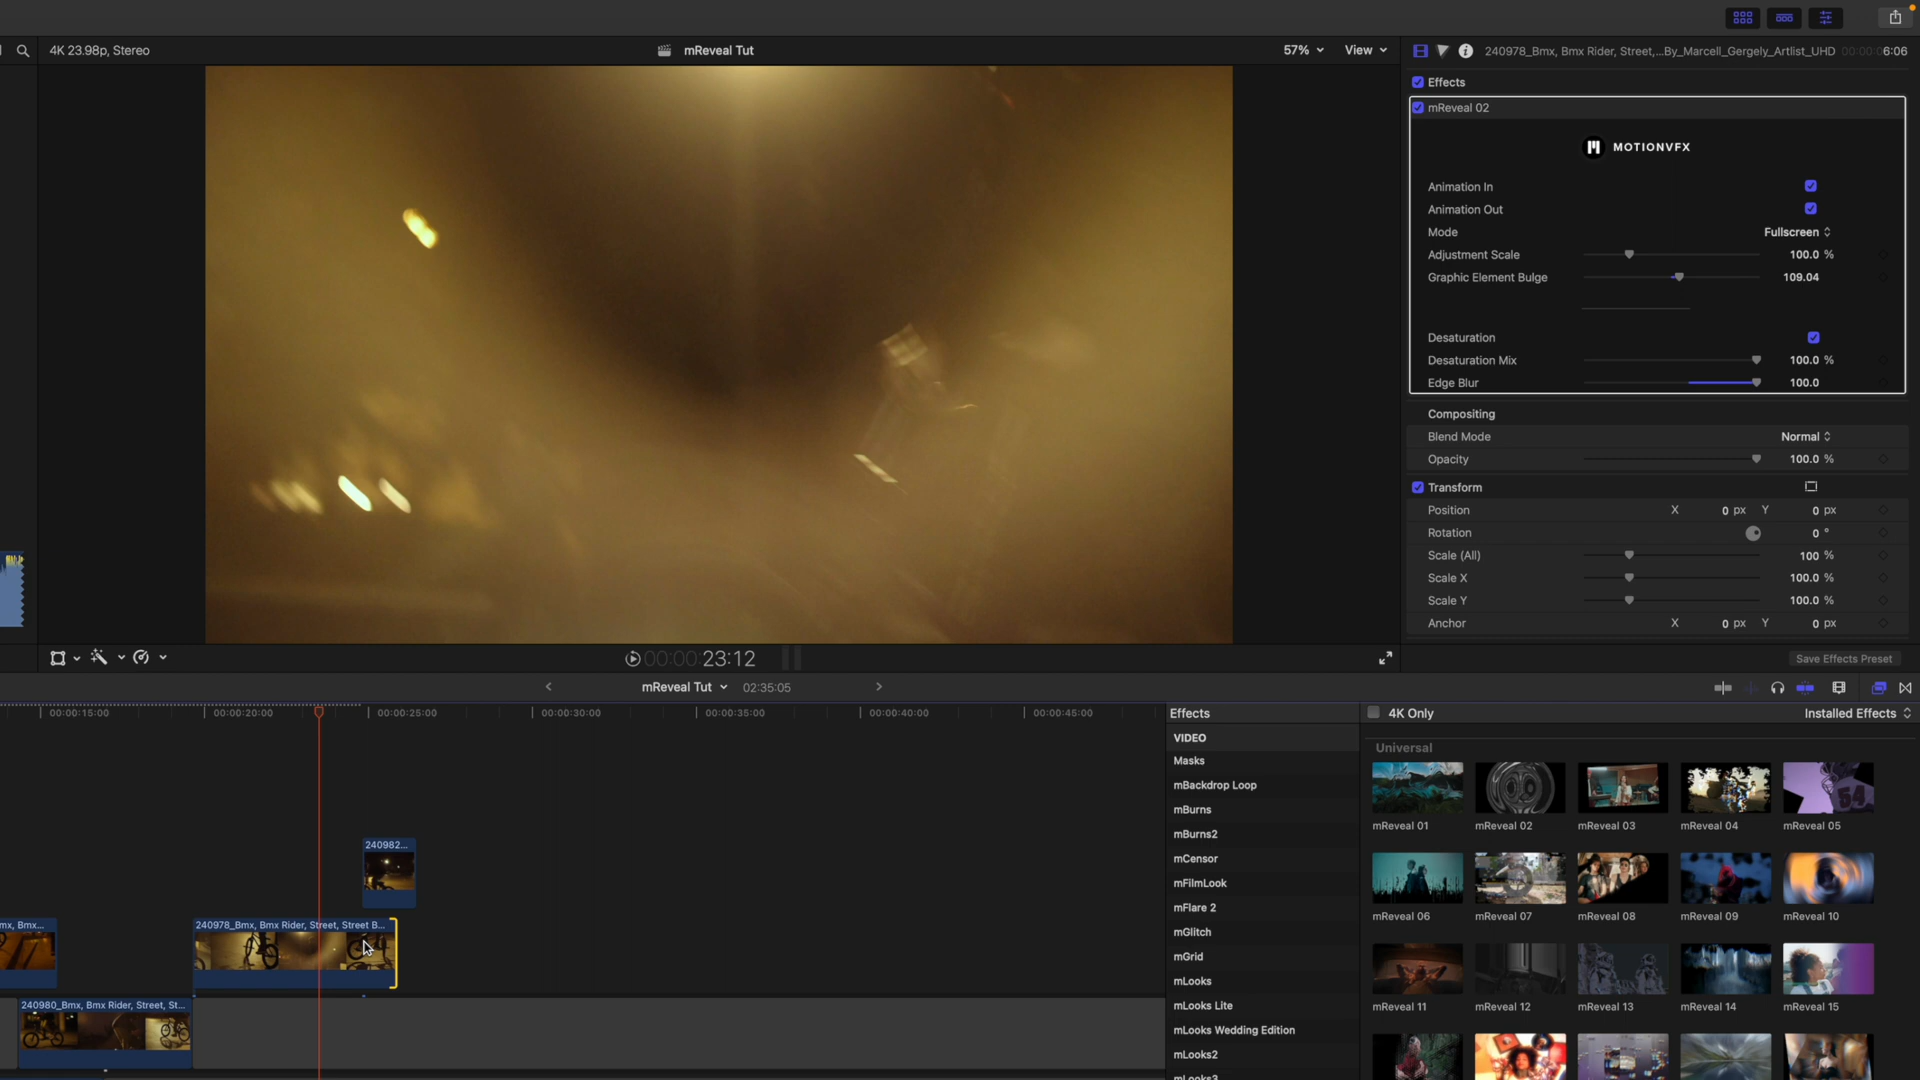 4K 23.98p, Stereo
mReveal Tut
57%
View
240978_Bmx, Bmx Rider, Street,...By_Marcell_Gergely_Artlist_UHD
00:00:06:06
Effects
mReveal 02
MOTIONVFX
Animation In
Animation Out
Mode
Fullscreen
Adjustment Scale
100.0 %
Graphic Element Bulge
109.04
Desaturation
Desaturation Mix
100.0 %
Edge Blur
100.0
Compositing
Blend Mode
Normal
Opacity
100.0 %
Transform
Position
X 0 px Y 0 px
Rotation
0 °
Scale (All)
100 %
Scale X
100.0 %
Scale Y
100.0 %
Anchor
X 0 px Y 0 px
00:00:23:12
Save Effects Preset
mReveal Tut
02:35:05
00:00:15:00
00:00:20:00
00:00:25:00
00:00:30:00
00:00:35:00
00:00:40:00
00:00:45:00
Effects
4K Only
Installed Effects
VIDEO
Masks
mBackdrop Loop
mBurns
mBurns2
mCensor
mFilmLook
mFlare 2
mGlitch
mGrid
mLooks
mLooks Lite
mLooks Wedding Edition
mLooks2
mLooks3
Universal
mReveal 01
mReveal 02
mReveal 03
mReveal 04
mReveal 05
mReveal 06
mReveal 07
mReveal 08
mReveal 09
mReveal 10
mReveal 11
mReveal 12
mReveal 13
mReveal 14
mReveal 15
240982...
mx, Bmx...
240978_Bmx, Bmx Rider, Street, Street B...
240980_Bmx, Bmx Rider, Street, St...